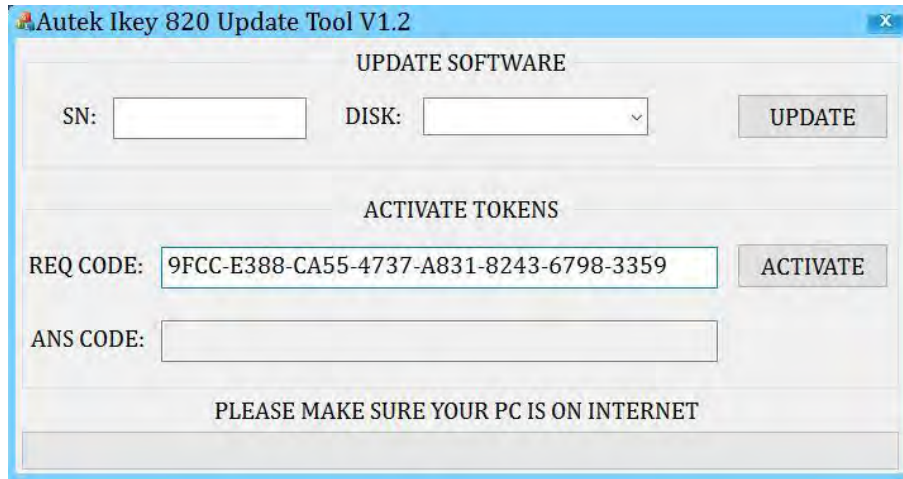 Autek Ikey 820 Update Tool V1.2 x
UPDATE SOFTWARE
SN: DISK: UPDATE
ACTIVATE TOKENS
REQ CODE: 9FCC-E388-CA55-4737-A831-8243-6798-3359 ACTIVATE
ANS CODE:
PLEASE MAKE SURE YOUR PC IS ON INTERNET